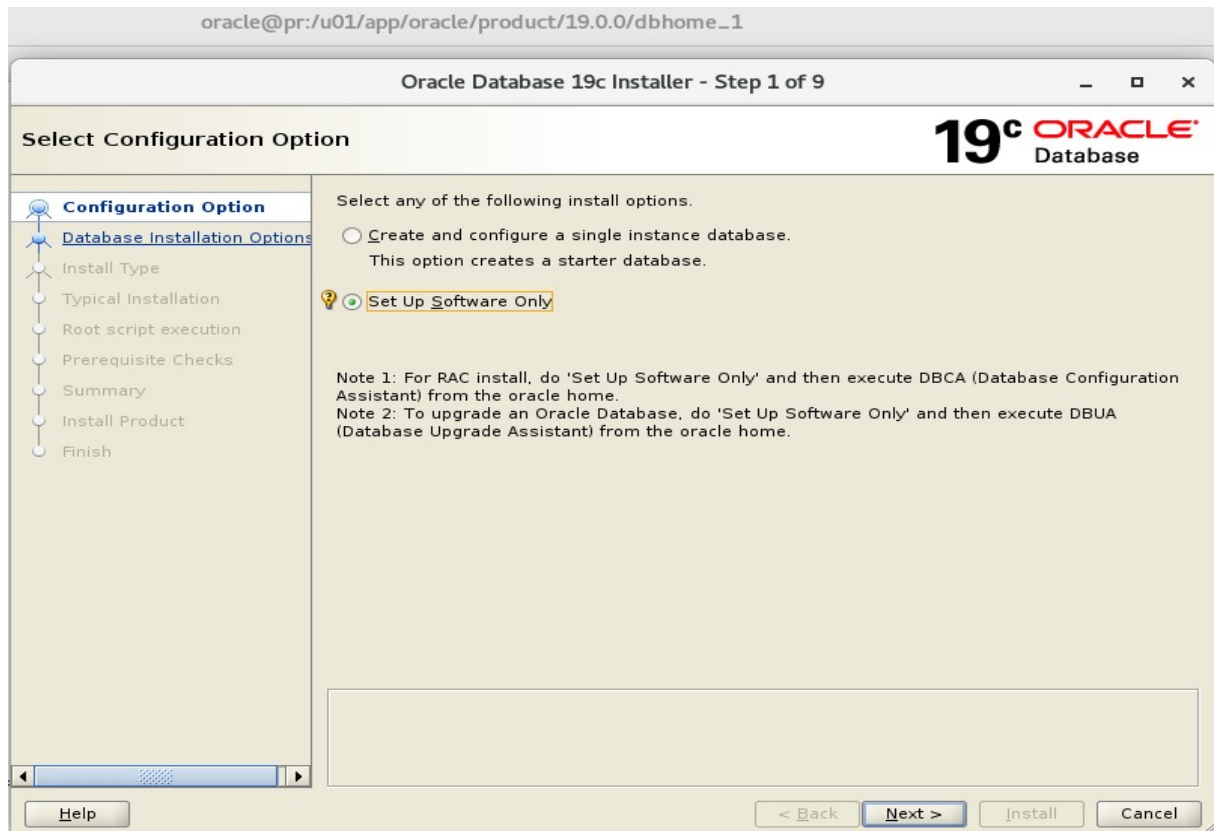 oracle@pr:/u01/app/oracle/product/19.0.0/dbhome_1
Oracle Database 19c Installer - Step 1 of 9
Select Configuration Option
19c ORACLE
Database
Configuration Option
Database Installation Options
Install Type
Typical Installation
Root script execution
Prerequisite Checks
Summary
Install Product
Finish
Select any of the following install options.
Create and configure a single instance database.
This option creates a starter database.
Set Up Software Only
Note 1: For RAC install, do 'Set Up Software Only' and then execute DBCA (Database Configuration
Assistant) from the oracle home.
Note 2: To upgrade an Oracle Database, do 'Set Up Software Only' and then execute DBUA
(Database Upgrade Assistant) from the oracle home.
Help
< Back
Next >
Install
Cancel